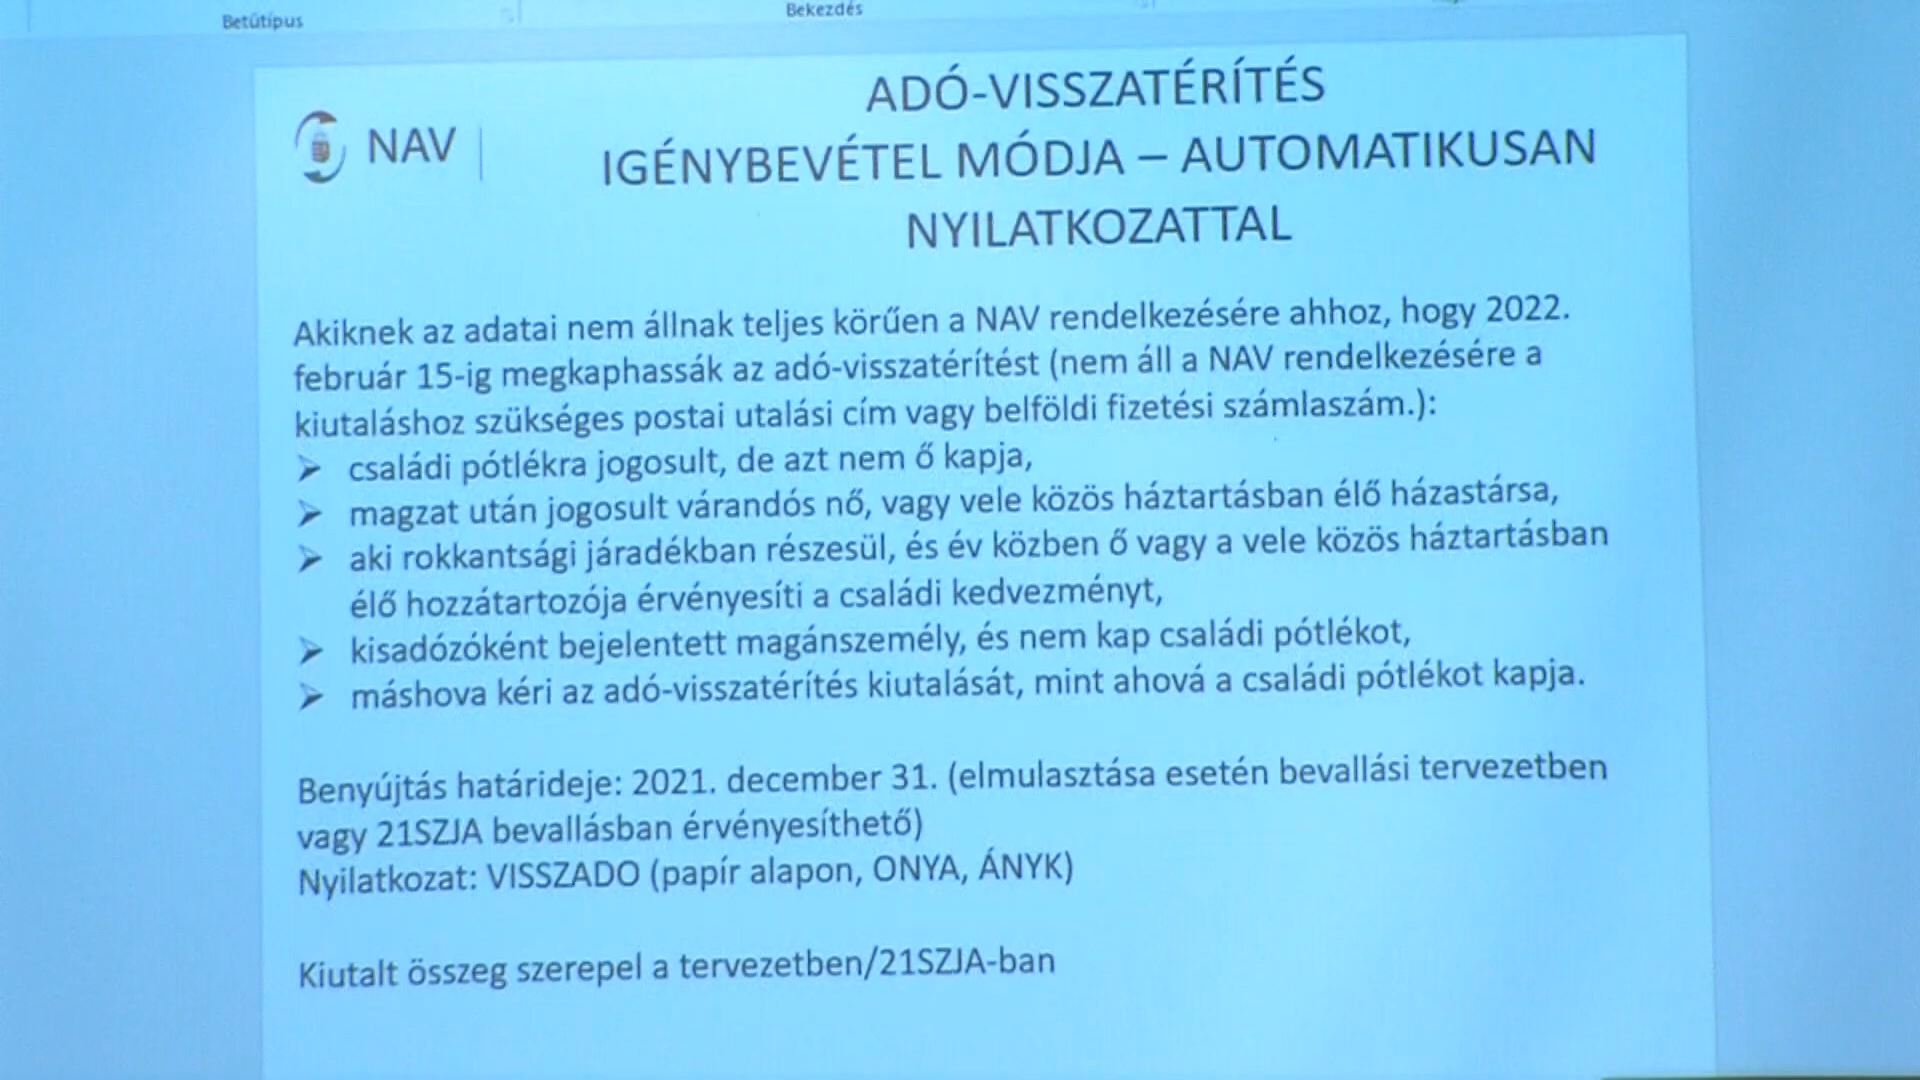 Betűtípus
Bekezdés
NAV
ADÓ-VISSZATÉRÍTÉS
IGÉNYBEVÉTEL MÓDJA – AUTOMATIKUSAN
NYILATKOZATTAL
Akiknek az adatai nem állnak teljes körűen a NAV rendelkezésére ahhoz, hogy 2022.
február 15-ig megkaphassák az adó-visszatérítést (nem áll a NAV rendelkezésére a
kiutaláshoz szükséges postai utalási cím vagy belföldi fizetési számlaszám.):
➢ családi pótlékra jogosult, de azt nem ő kapja,
➢ magzat után jogosult várandós nő, vagy vele közös háztartásban élő házastársa,
➢ aki rokkantsági járadékban részesül, és év közben ő vagy a vele közös háztartásban
élő hozzátartozója érvényesíti a családi kedvezményt,
➢ kisadózóként bejelentett magánszemély, és nem kap családi pótlékot,
➢ máshova kéri az adó-visszatérítés kiutalását, mint ahová a családi pótlékot kapja.
Benyújtás határideje: 2021. december 31. (elmulasztása esetén bevallási tervezetben
vagy 21SZJA bevallásban érvényesíthető)
Nyilatkozat: VISSZADO (papír alapon, ONYA, ÁNYK)
Kiutalt összeg szerepel a tervezetben/21SZJA-ban